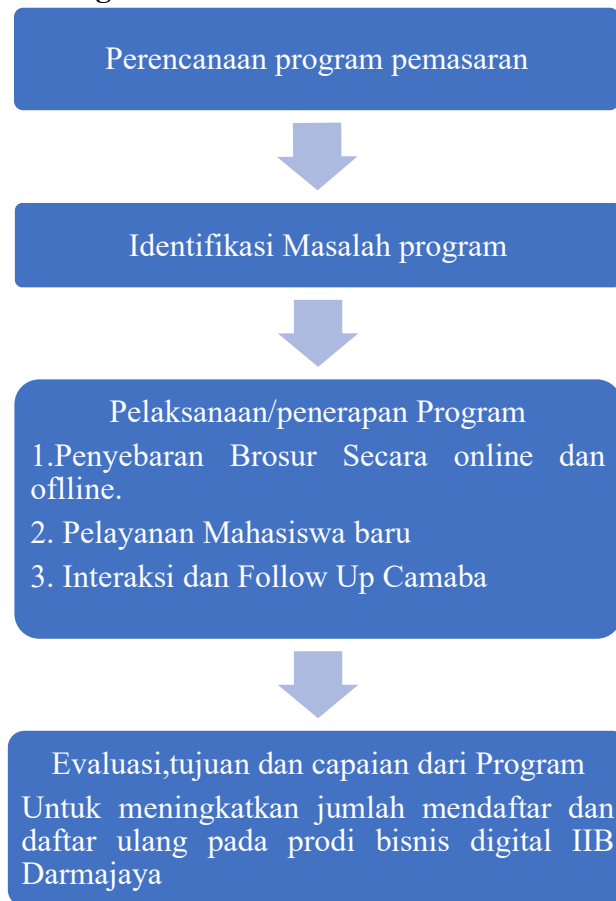 Perencanaan program pemasaran
Identifikasi Masalah program
Pelaksanaan/penerapan Program
1.Penyebaran Brosur Secara online dan
oflline.
2. Pelayanan Mahasiswa baru
3. Interaksi dan Follow Up Camaba
Evaluasi,tujuan dan capaian dari Program
Untuk meningkatkan jumlah mendaftar dan
daftar ulang pada prodi bisnis digital IIB
Darmajaya